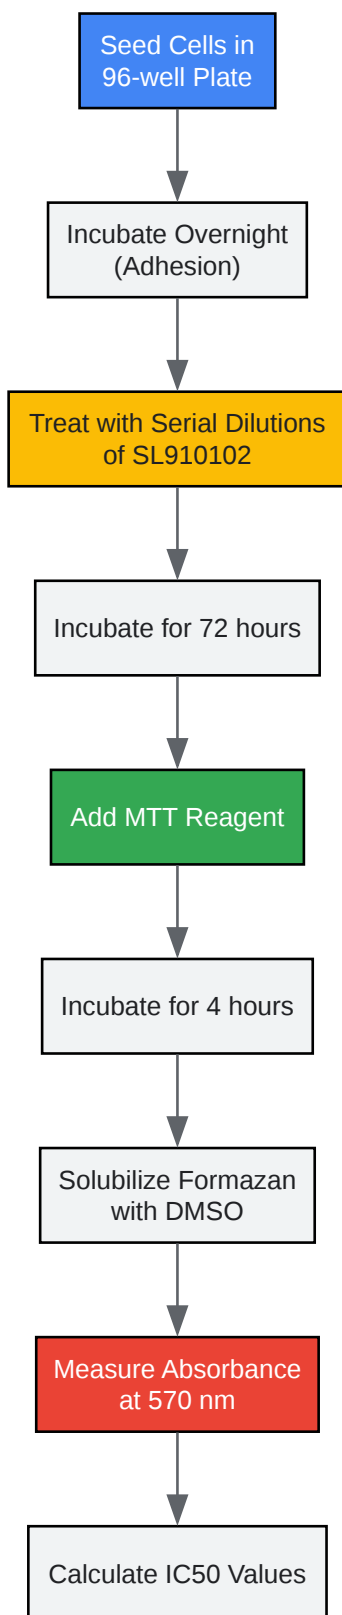 Seed Cells in
96-well Plate
Incubate Overnight
(Adhesion)
Treat with Serial Dilutions
of SL910102
Incubate for 72 hours
Add MTT Reagent
Incubate for 4 hours
Solubilize Formazan
with DMSO
Measure Absorbance
at 570 nm
Calculate IC50 Values